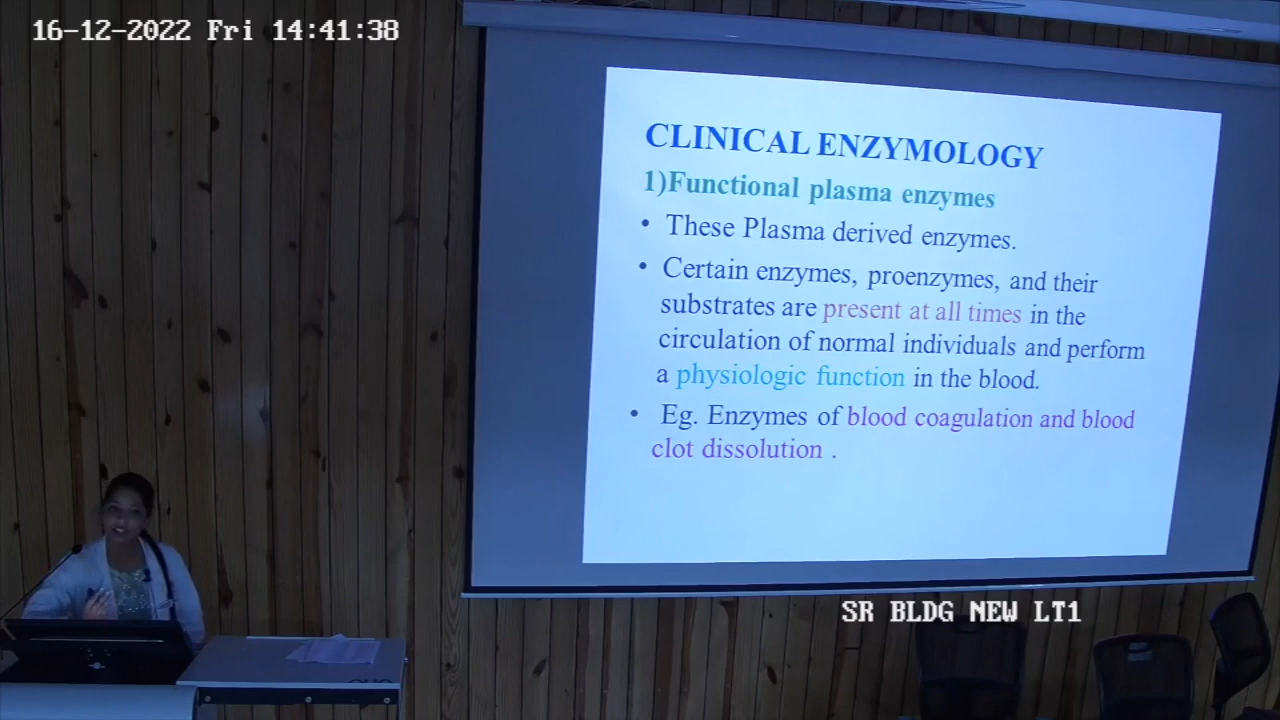 16-12-2022 Fri 14:41:38
CLINICAL ENZYMOLOGY
1)Functional plasma enzymes
• These Plasma derived enzymes.
• Certain enzymes, proenzymes, and their
substrates are present at all times in the
circulation of normal individuals and perform
a physiologic function in the blood.
• Eg. Enzymes of blood coagulation and blood
clot dissolution .
SR BLDG NEW LT1